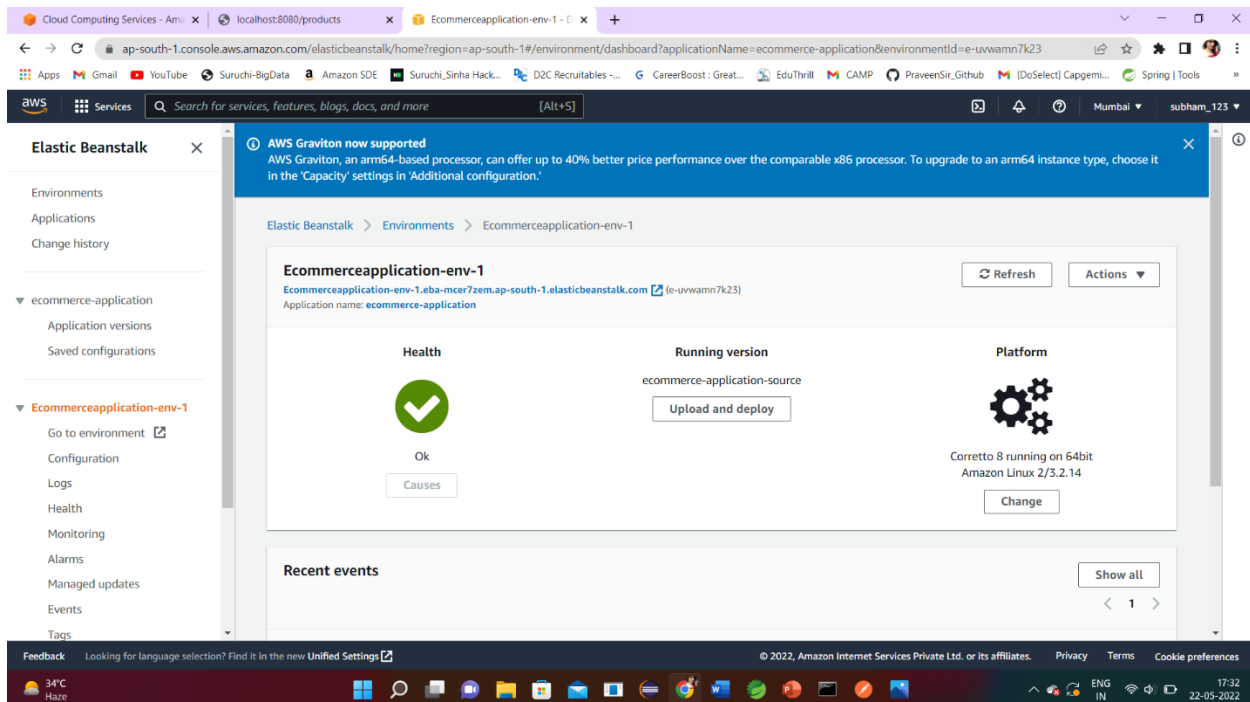 Cloud Computing Services - Ama
localhost:8080/products
Ecommerceapplication-env-1 - D
ap-south-1.console.aws.amazon.com/elasticbeanstalk/home?region=ap-south-1#/environment/dashboard?applicationName=ecommerce-application&environmentId=e-uvwamn7k23
Apps Gmail YouTube Suruchi-BigData Amazon SDE Suruchi_Sinha Hack... D2C Recruitables -... CareerBoost : Great... EduThrill CAMP PraveenSir_Github [DoSelect] Capgemi... Spring | Tools »
aws Services Search for services, features, blogs, docs, and more [Alt+S] Mumbai subham_123
Elastic Beanstalk
Environments
Applications
Change history
ecommerce-application
Application versions
Saved configurations
Ecommerceapplication-env-1
Go to environment
Configuration
Logs
Health
Monitoring
Alarms
Managed updates
Events
Tags
AWS Graviton now supported
AWS Graviton, an arm64-based processor, can offer up to 40% better price performance over the comparable x86 processor. To upgrade to an arm64 instance type, choose it
in the 'Capacity' settings in 'Additional configuration.'
Elastic Beanstalk > Environments > Ecommerceapplication-env-1
Ecommerceapplication-env-1
Ecommerceapplication-env-1.eba-mcer7zem.ap-south-1.elasticbeanstalk.com (e-uvwamn7k23)
Application name: ecommerce-application
Refresh
Actions
Health
Ok
Causes
Running version
ecommerce-application-source
Upload and deploy
Platform
Corretto 8 running on 64bit
Amazon Linux 2/3.2.14
Change
Recent events
Show all
< 1 >
Feedback Looking for language selection? Find it in the new Unified Settings © 2022, Amazon Internet Services Private Ltd. or its affiliates. Privacy Terms Cookie preferences
34°C
Haze
ENG
IN
17:32
22-05-2022